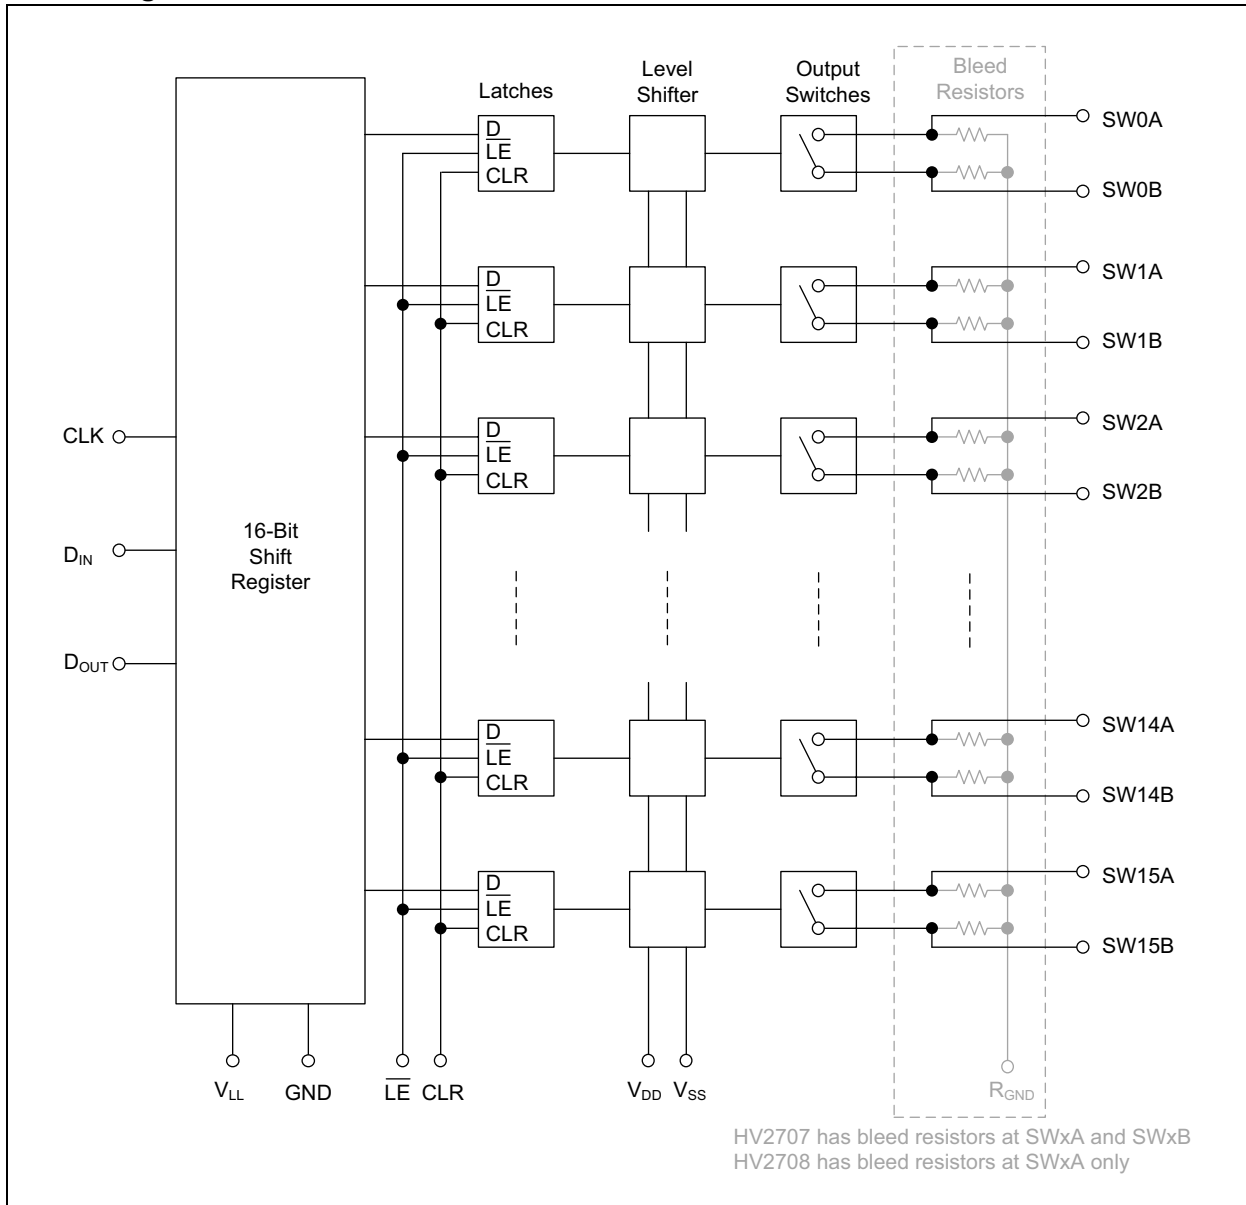 Latches
Level
Shifter
Output
Switches
Bleed
Resistors
D
LE
CLR
SW0A
SW0B
D
LE
CLR
SW1A
SW1B
D
LE
CLR
SW2A
SW2B
CLK
DIN
DOUT
16-Bit
Shift
Register
D
LE
CLR
SW14A
SW14B
D
LE
CLR
SW15A
SW15B
VLL
GND
LE
CLR
VDD
VSS
RGND
HV2707 has bleed resistors at SWxA and SWxB
HV2708 has bleed resistors at SWxA only